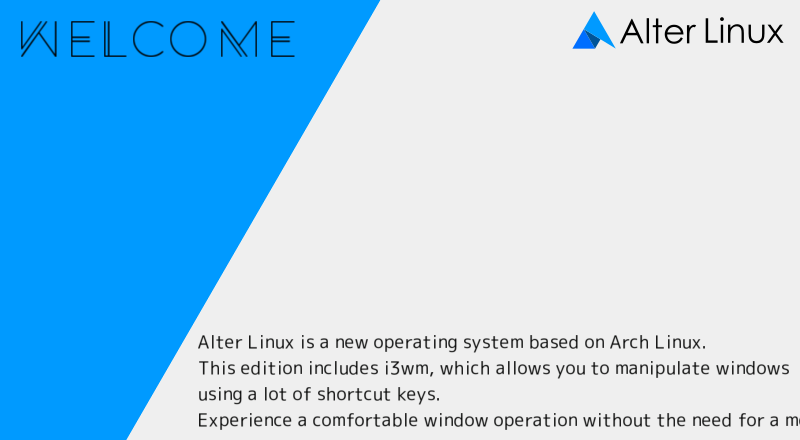 WELCOME
Alter Linux
Alter Linux is a new operating system based on Arch Linux.
This edition includes i3wm, which allows you to manipulate windows
using a lot of shortcut keys.
Experience a comfortable window operation without the need for a